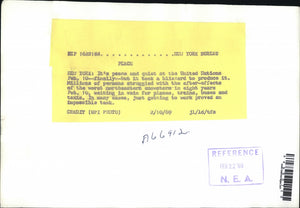 NEW YORK BUREAU
PEACE
NEW YORK: It's peace and quiet at the United Nations
Feb. 10--finally--but it took a blizzard to produce it.
Millions of persons struggled with the after-effects
of the worst northeastern snowstorm in eight years
Feb. 10, waiting in vain for planes, trains, buses and
taxis. In many cases, just getting to work proved an
impossible task.
CREDIT (UPI PHOTO) 2/10/69
A66912
REFERENCE
N.E.A.